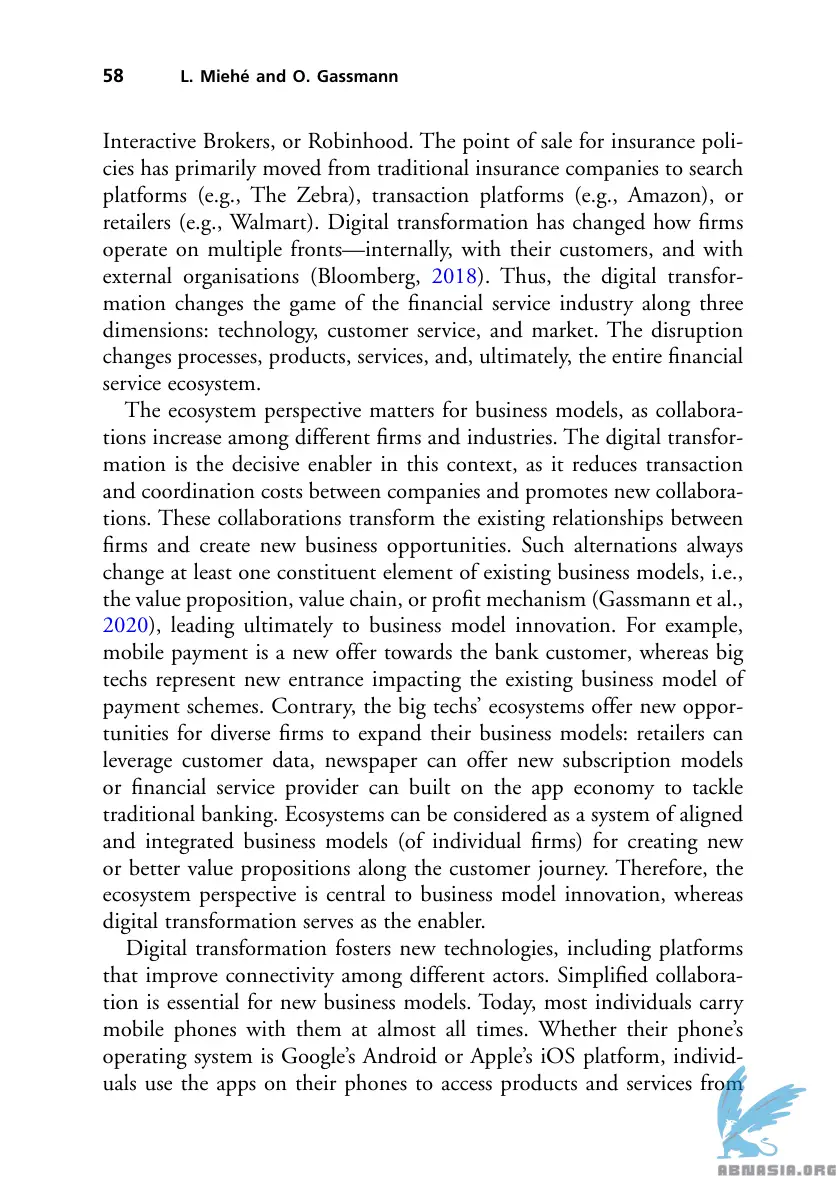 58 L. Miehé and O. Gassmann
Interactive Brokers, or Robinhood. The point of sale for insurance poli-
cies has primarily moved from traditional insurance companies to search
platforms (e.g., The Zebra), transaction platforms (e.g., Amazon), or
retailers (e.g., Walmart). Digital transformation has changed how firms
operate on multiple fronts—internally, with their customers, and with
external organisations (Bloomberg, 2018). Thus, the digital transfor-
mation changes the game of the financial service industry along three
dimensions: technology, customer service, and market. The disruption
changes processes, products, services, and, ultimately, the entire financial
service ecosystem.
The ecosystem perspective matters for business models, as collabora-
tions increase among different firms and industries. The digital transfor-
mation is the decisive enabler in this context, as it reduces transaction
and coordination costs between companies and promotes new collabora-
tions. These collaborations transform the existing relationships between
firms and create new business opportunities. Such alternations always
change at least one constituent element of existing business models, i.e.,
the value proposition, value chain, or profit mechanism (Gassmann et al.,
2020), leading ultimately to business model innovation. For example,
mobile payment is a new offer towards the bank customer, whereas big
techs represent new entrance impacting the existing business model of
payment schemes. Contrary, the big techs' ecosystems offer new oppor-
tunities for diverse firms to expand their business models: retailers can
leverage customer data, newspaper can offer new subscription models
or financial service provider can built on the app economy to tackle
traditional banking. Ecosystems can be considered as a system of aligned
and integrated business models (of individual firms) for creating new
or better value propositions along the customer journey. Therefore, the
ecosystem perspective is central to business model innovation, whereas
digital transformation serves as the enabler.
Digital transformation fosters new technologies, including platforms
that improve connectivity among different actors. Simplified collabora-
tion is essential for new business models. Today, most individuals carry
mobile phones with them at almost all times. Whether their phone's
operating system is Google's Android or Apple's iOS platform, individ-
uals use the apps on their phones to access products and services from
ABNASIA.ORG